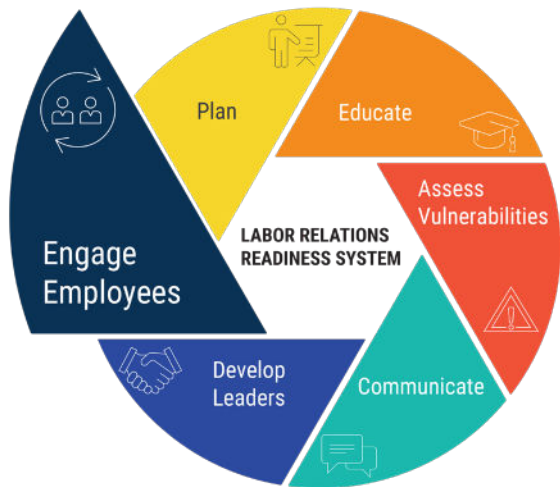 Plan
Educate
Assess
Vulnerabilities
LABOR RELATIONS
READINESS SYSTEM
Engage
Employees
Develop
Leaders
Communicate